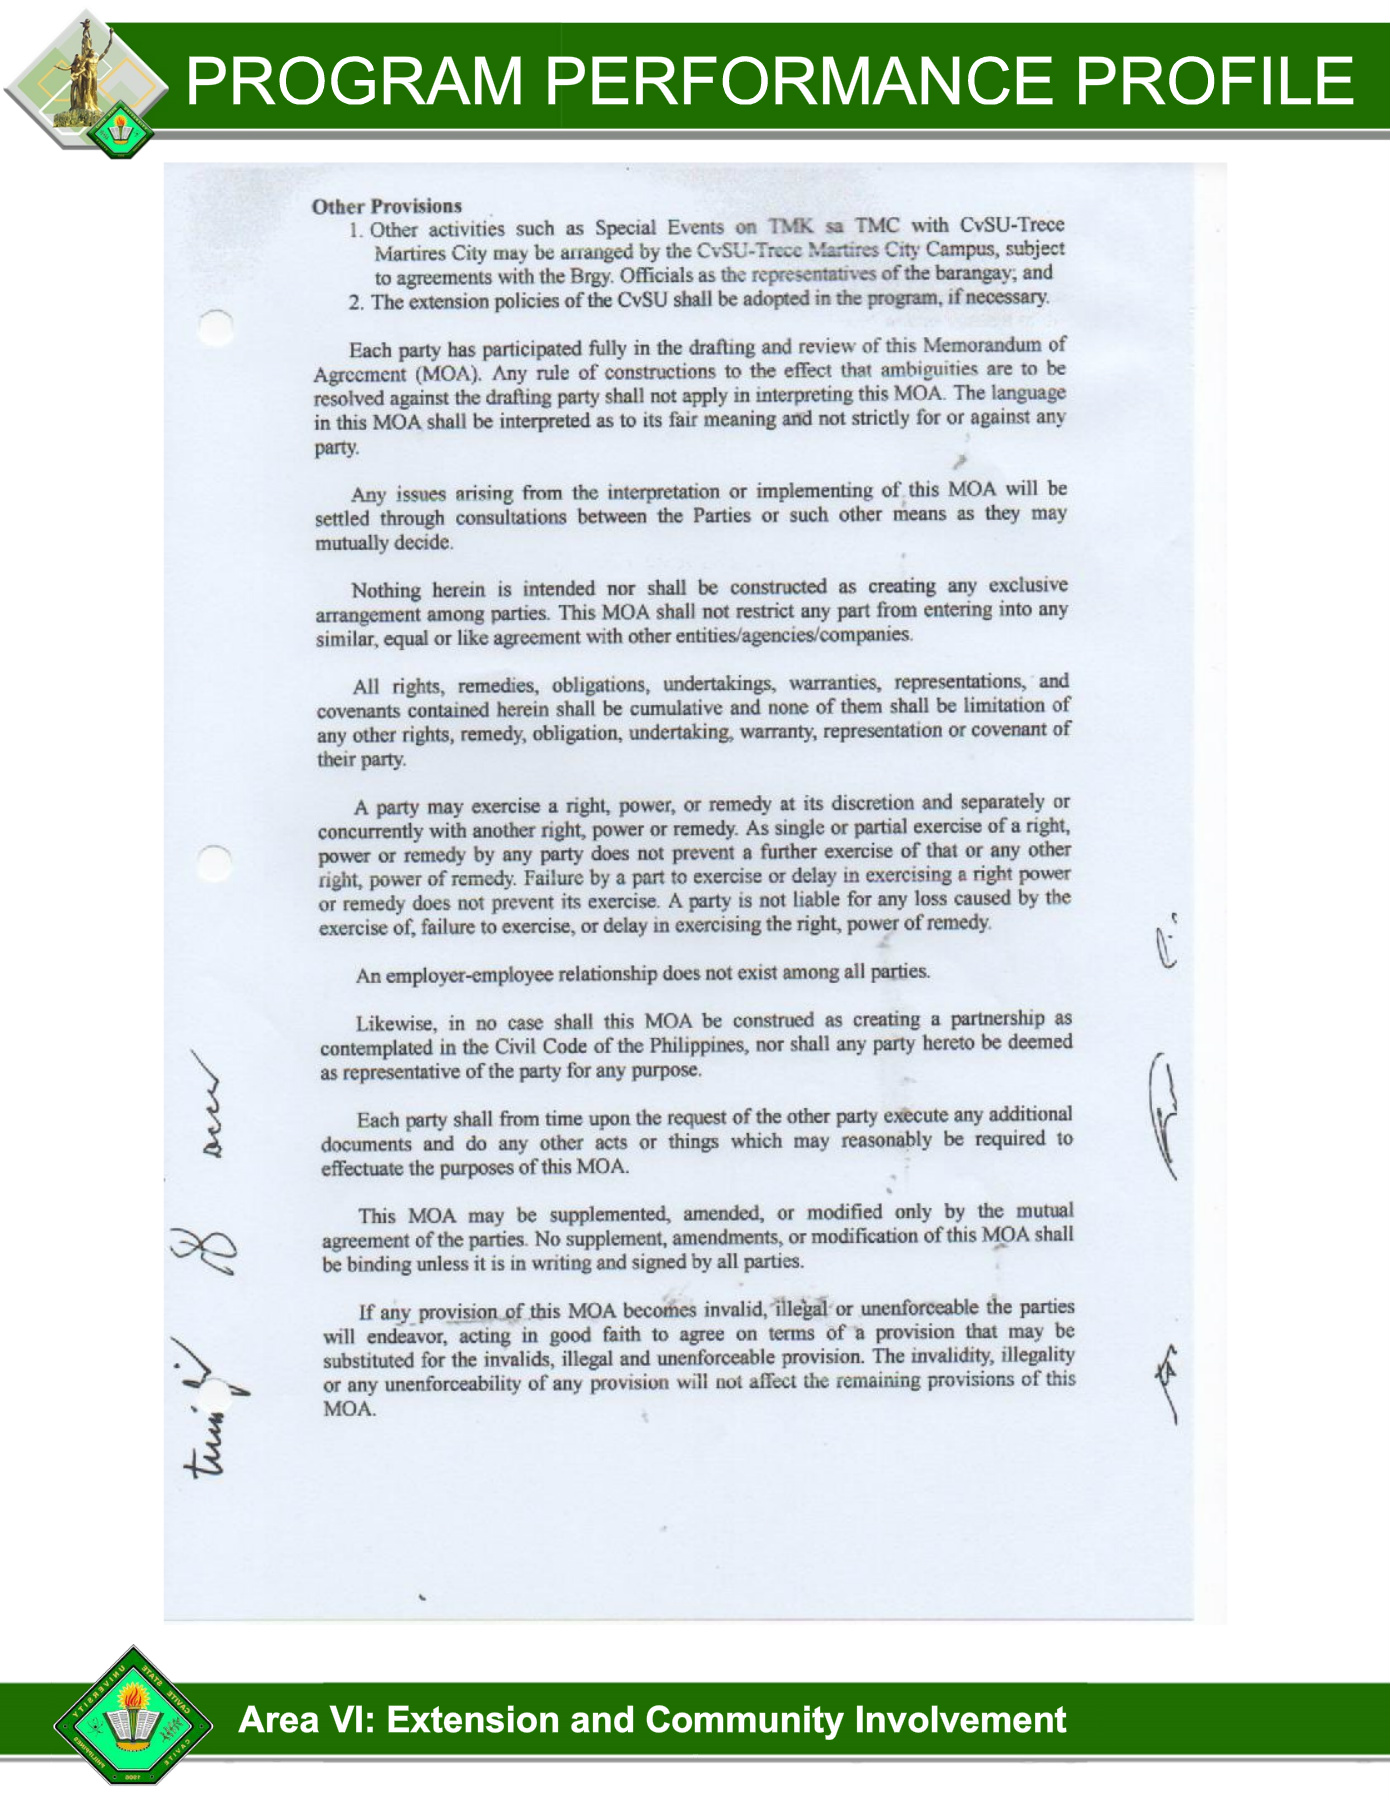 PROGRAM PERFORMANCE PROFILE
Other Provisions
1. Other activities such as Special Events on TMK sa TMC with CvSU-Trece
Martires City may be arranged by the CvSU-Trece Martires City Campus, subject
to agreements with the Brgy. Officials as the representatives of the barangay; and
2. The extension policies of the CvSU shall be adopted in the program, if necessary.
Each party has participated fully in the drafting and review of this Memorandum of
Agreement (MOA). Any rule of constructions to the effect that ambiguities are to be
resolved against the drafting party shall not apply in interpreting this MOA. The language
in this MOA shall be interpreted as to its fair meaning and not strictly for or against any
party.
Any issues arising from the interpretation or implementing of this MOA will be
settled through consultations between the Parties or such other means as they may
mutually decide.
Nothing herein is intended nor shall be constructed as creating any exclusive
arrangement among parties. This MOA shall not restrict any part from entering into any
similar, equal or like agreement with other entities/agencies/companies.
All rights, remedies, obligations, undertakings, warranties, representations, and
covenants contained herein shall be cumulative and none of them shall be limitation of
any other rights, remedy, obligation, undertaking, warranty, representation or covenant of
their party.
A party may exercise a right, power, or remedy at its discretion and separately or
concurrently with another right, power or remedy. As single or partial exercise of a right,
power or remedy by any party does not prevent a further exercise of that or any other
right, power of remedy. Failure by a part to exercise or delay in exercising a right power
or remedy does not prevent its exercise. A party is not liable for any loss caused by the
exercise of, failure to exercise, or delay in exercising the right, power of remedy.
An employer-employee relationship does not exist among all parties.
Likewise, in no case shall this MOA be construed as creating a partnership as
contemplated in the Civil Code of the Philippines, nor shall any party hereto be deemed
as representative of the party for any purpose.
Each party shall from time upon the request of the other party execute any additional
documents and do any other acts or things which may reasonably be required to
effectuate the purposes of this MOA.
This MOA may be supplemented, amended, or modified only by the mutual
agreement of the parties. No supplement, amendments, or modification of this MOA shall
be binding unless it is in writing and signed by all parties.
If any provision of this MOA becomes invalid, illegal or unenforceable the parties
will endeavor, acting in good faith to agree on terms of a provision that may be
substituted for the invalids, illegal and unenforceable provision. The invalidity, illegality
or any unenforceability of any provision will not affect the remaining provisions of this
MOA.
CAVITE STATE UNIVERSITY
CAVITE PHILIPPINES
Area VI: Extension and Community Involvement